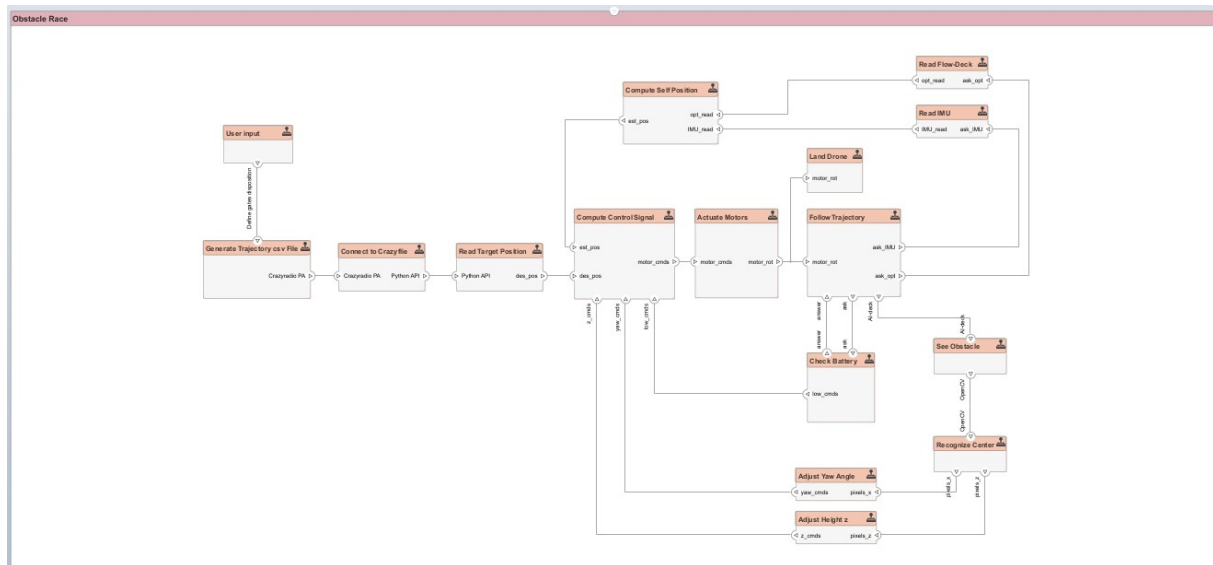 Obstacle Race
Read Flow-Deck
opt_read ask_opt
Compute Self Position
opt_read
est_pos
IMU_read
Read IMU
IMU_read ask_IMU
User input
Define gates disposition
Land Drone
motor_rot
Generate Trajectory csv File
Crazyradio PA
Connect to Crazyflie
Crazyradio PA Python API
Read Target Position
Python API des_pos
Compute Control Signal
est_pos
motor_cmds
des_pos
z_cmds
yaw_cmds
low_cmds
Actuate Motors
motor_cmds motor_rot
Follow Trajectory
ask_IMU
motor_rot
ask_opt
answer
ask
AI-deck
answer
ask
Check Battery
low_cmds
AI-deck
See Obstacle
OpenCV
OpenCV
Recognize Center
pixels_x
pixels_z
Adjust Yaw Angle
yaw_cmds pixels_x
Adjust Height z
z_cmds pixels_z